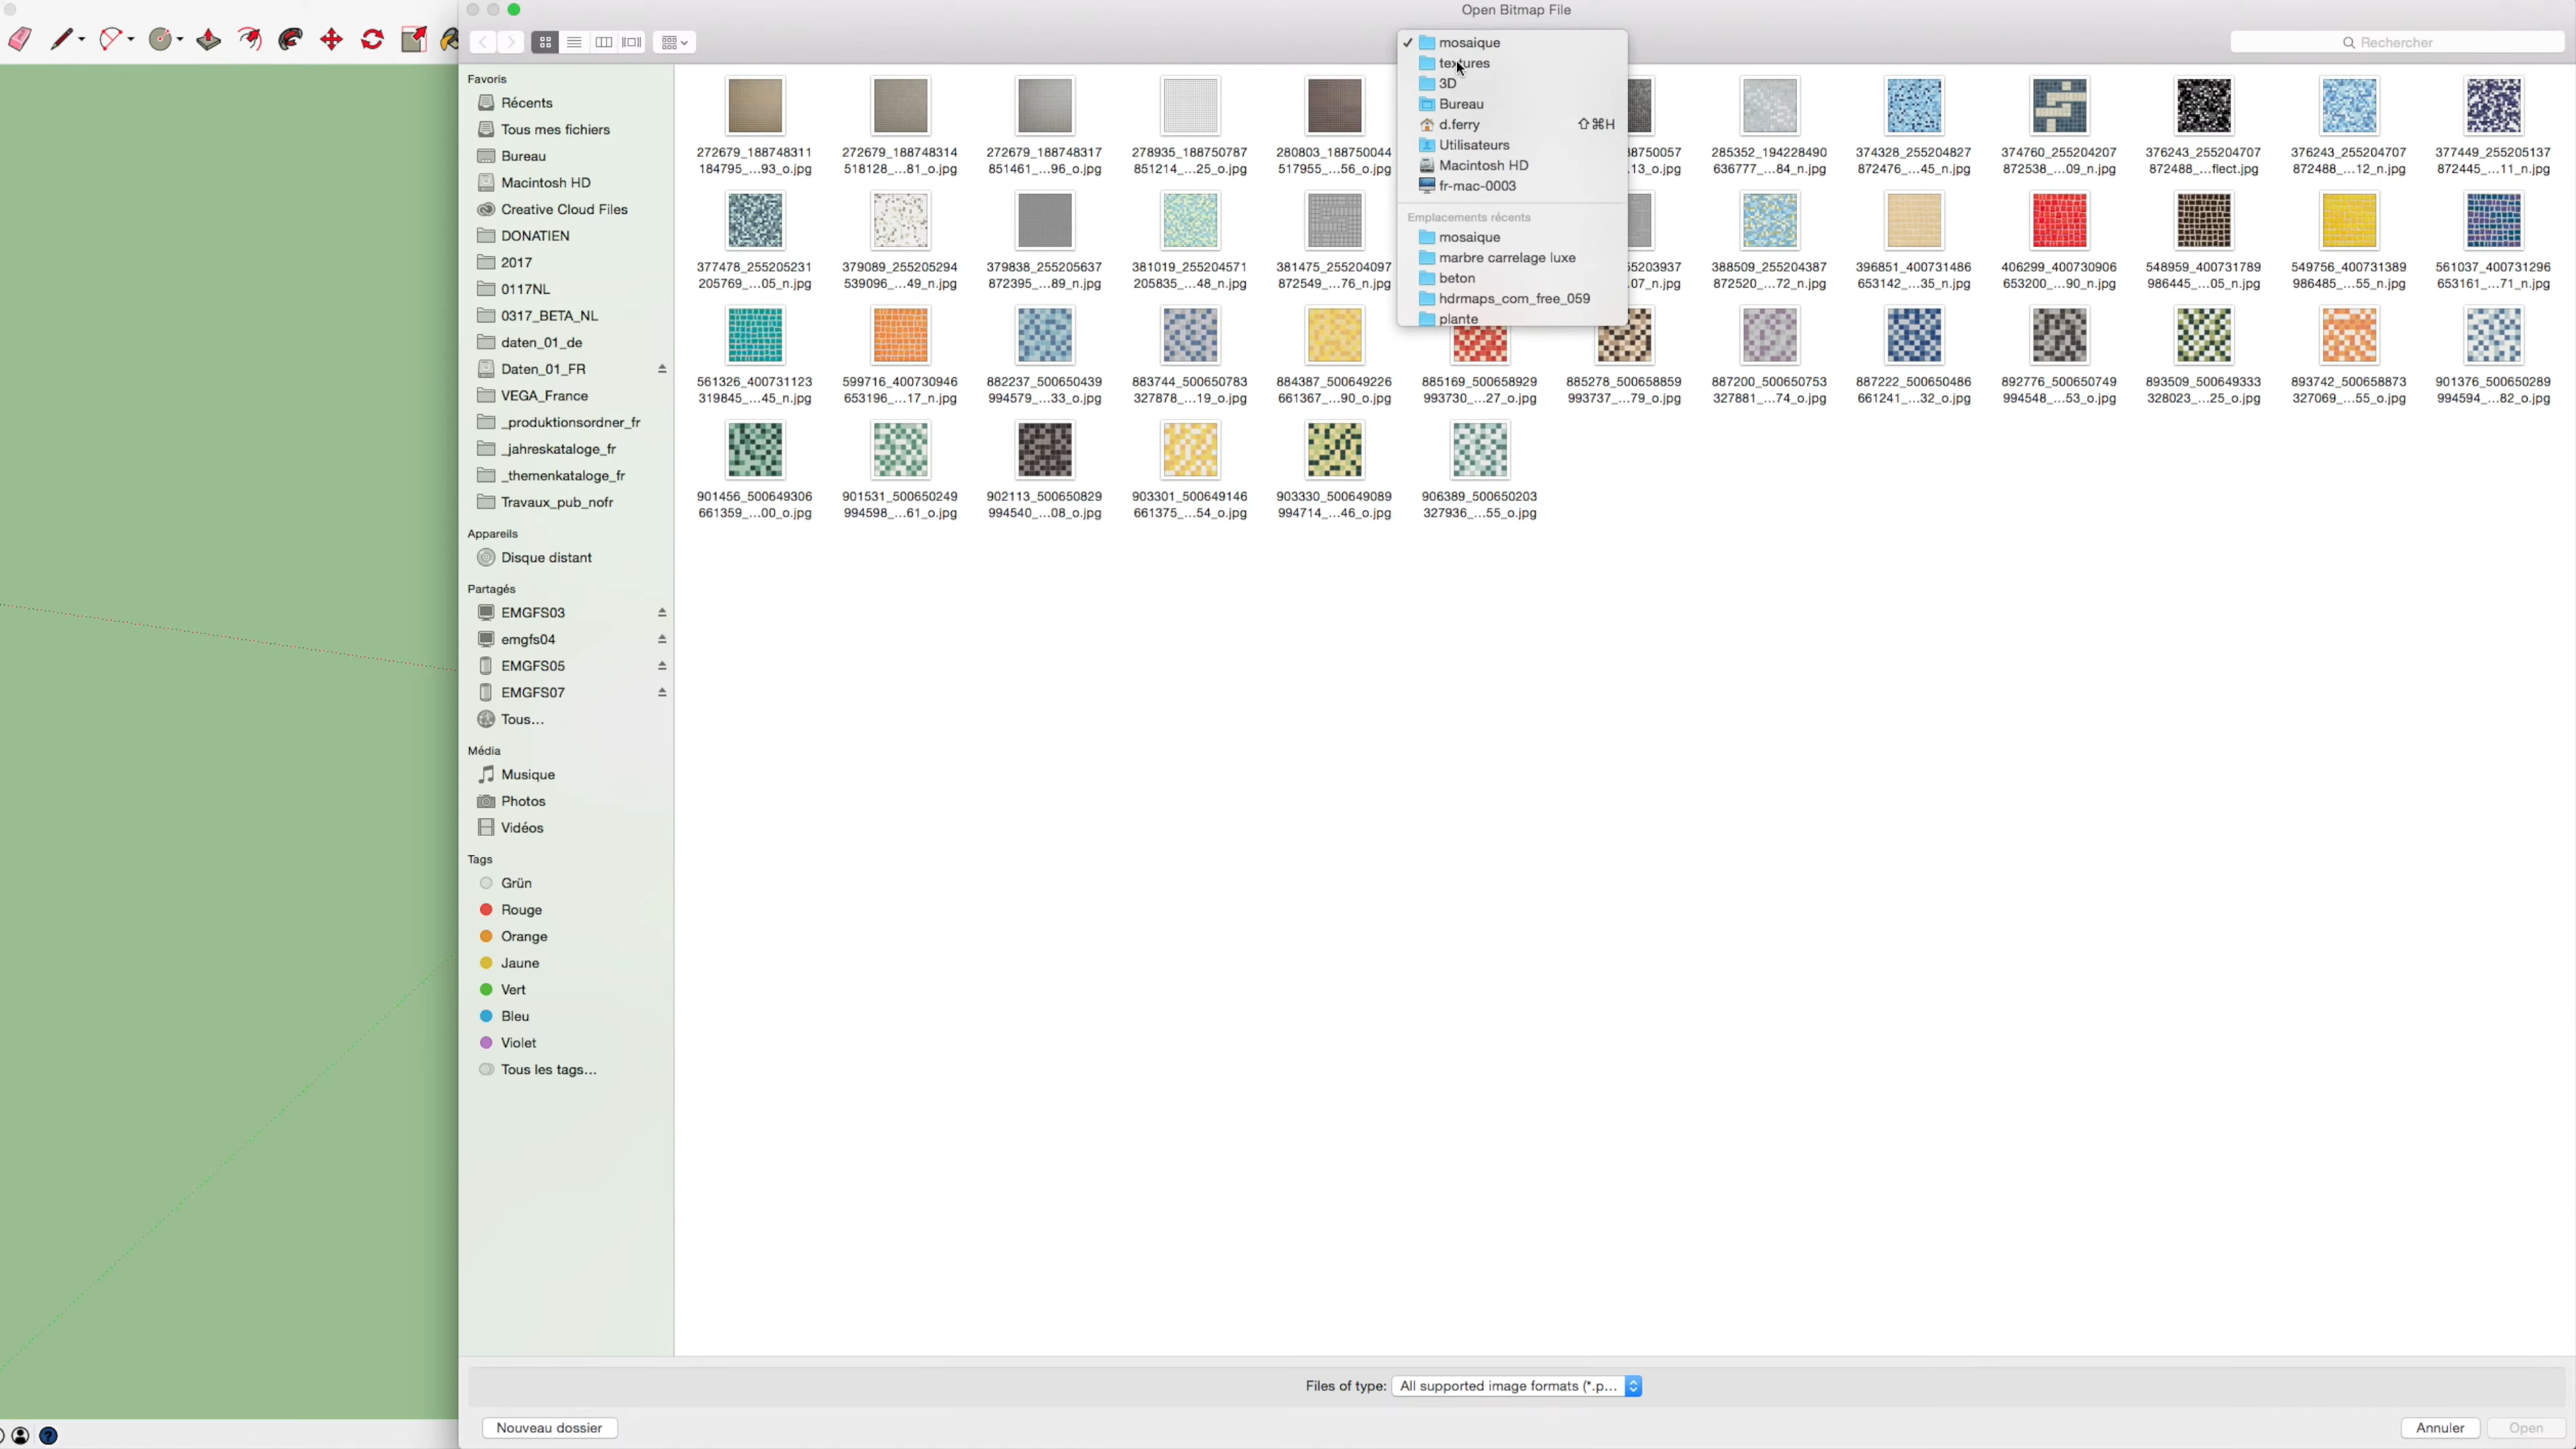 Open Bitmap File
Rechercher
mosaique
textures
3D
Bureau
d.ferry ⇧⌘H
Utilisateurs
Macintosh HD
fr-mac-0003
Emplacements récents
mosaique
marbre carrelage luxe
beton
hdrmaps_com_free_059
plante
Favoris
Récents
Tous mes fichiers
Bureau
Macintosh HD
Creative Cloud Files
DONATIEN
2017
0117NL
0317_BETA_NL
daten_01_de
Daten_01_FR
VEGA_France
_produktionsordner_fr
_jahreskataloge_fr
_themenkataloge_fr
Travaux_pub_nofr
Appareils
Disque distant
Partagés
EMGFS03
emgfs04
EMGFS05
EMGFS07
Tous...
Média
Musique
Photos
Vidéos
Tags
Grün
Rouge
Orange
Jaune
Vert
Bleu
Violet
Tous les tags...
272679_188748311 272679_188748314 272679_188748317 278935_188750787 280803_188750044 38750057 285352_194228490 374328_255204827 374760_255204207 376243_255204707 376243_255204707 377449_255205137
184795_...93_o.jpg 518128_...81_o.jpg 851461_...96_o.jpg 851214_...25_o.jpg 517955_...56_o.jpg .13_o.jpg 636777_...84_n.jpg 872476_...45_n.jpg 872538_...09_n.jpg 872488_...flect.jpg 872488_...12_n.jpg 872445_...11_n.jpg
377478_255205231 379089_255205294 379838_255205637 381019_255204571 381475_255204097 5203937 388509_255204387 396851_400731486 406299_400730906 548959_400731789 549756_400731389 561037_400731296
205769_...05_n.jpg 539096_...49_n.jpg 872395_...89_n.jpg 205835_...48_n.jpg 872549_...76_n.jpg .07_n.jpg 872520_...72_n.jpg 653142_...35_n.jpg 653200_...90_n.jpg 986445_...05_n.jpg 986485_...55_n.jpg 653161_...71_n.jpg
561326_400731123 599716_400730946 882237_500650439 883744_500650783 884387_500649226 885169_500658929 885278_500658859 887200_500650753 887222_500650486 892776_500650749 893509_500649333 893742_500658873 901376_500650289
319845_...45_n.jpg 653196_...17_n.jpg 994579_...33_o.jpg 327878_...19_o.jpg 661367_...90_o.jpg 993730_...27_o.jpg 993737_...79_o.jpg 327881_...74_o.jpg 661241_...32_o.jpg 994548_...53_o.jpg 328023_...25_o.jpg 327069_...55_o.jpg 994594_...82_o.jpg
901456_500649306 901531_500650249 902113_500650829 903301_500649146 903330_500649089 906389_500650203
661359_...00_o.jpg 994598_...61_o.jpg 994540_...08_o.jpg 661375_...54_o.jpg 994714_...46_o.jpg 327936_...55_o.jpg
Files of type: All supported image formats (*.p...
Nouveau dossier
Annuler
Open